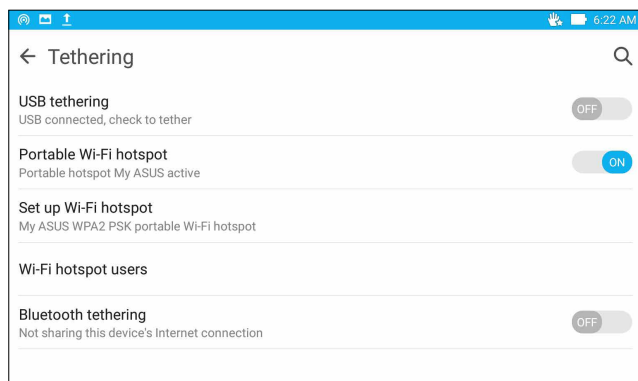 6:22 AM
Tethering
USB tethering
OFF
USB connected, check to tether
Portable Wi-Fi hotspot
ON
Portable hotspot My ASUS active
Set up Wi-Fi hotspot
My ASUS WPA2 PSK portable Wi-Fi hotspot
Wi-Fi hotspot users
Bluetooth tethering
OFF
Not sharing this device's Internet connection